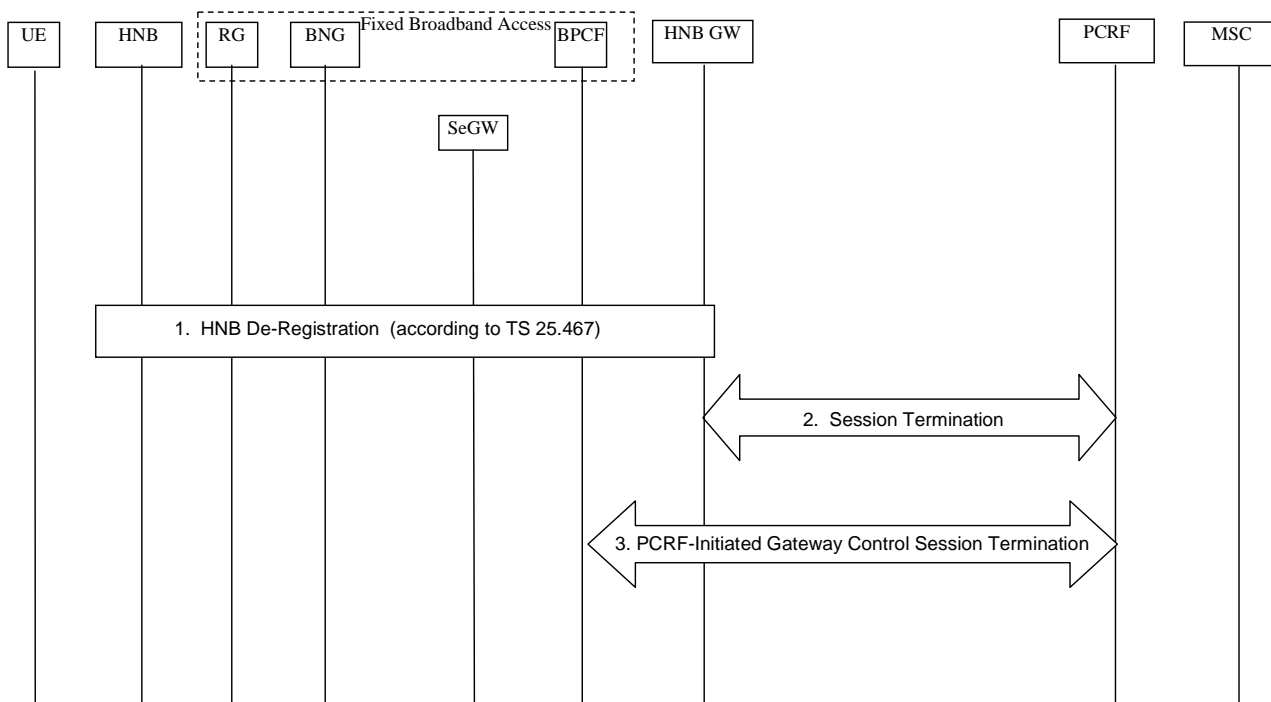 Fixed Broadband Access
UE
HNB
RG
BNG
BPCF
HNB GW
PCRF
MSC
SeGW
1. HNB De-Registration (according to TS 25.467)
2. Session Termination
3. PCRF-Initiated Gateway Control Session Termination